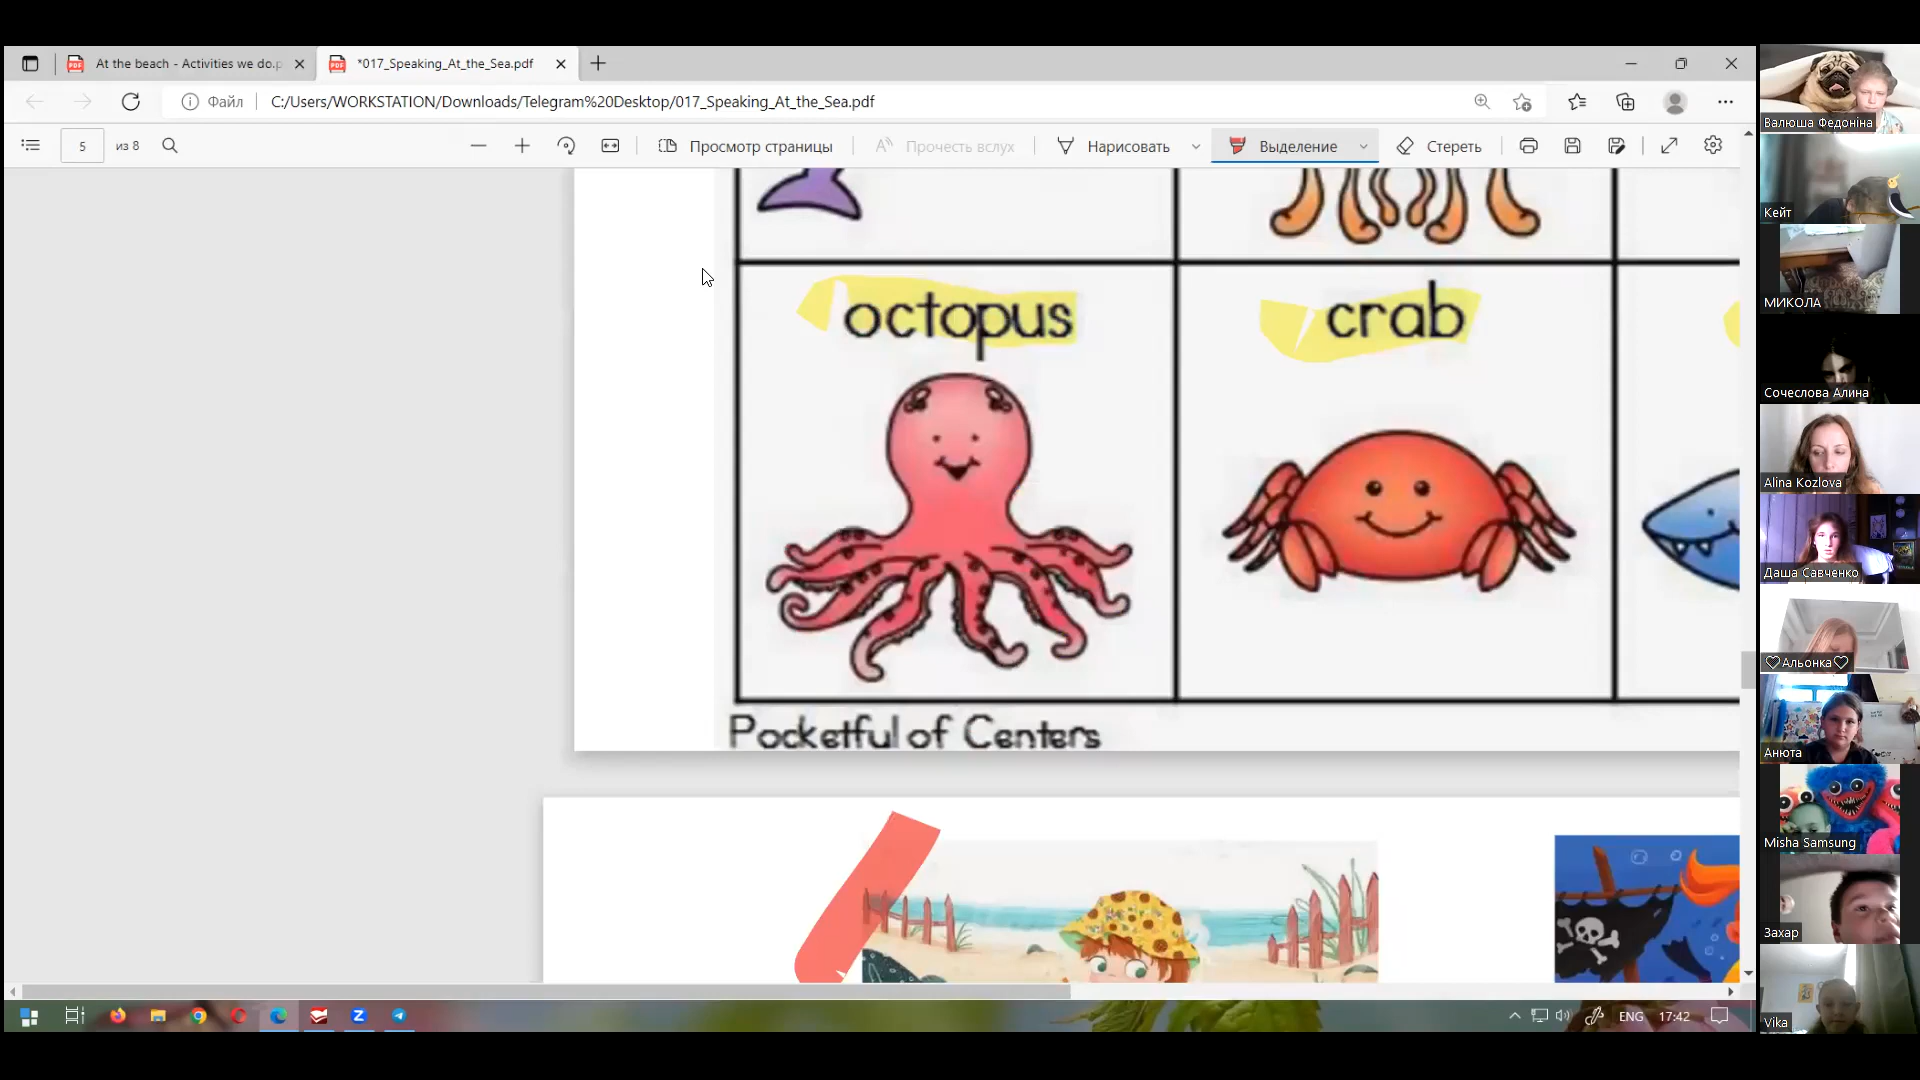 At the beach - Activities we do.p
*017_Speaking_At_the_Sea.pdf
Файл
C:/Users/WORKSTATION/Downloads/Telegram%20Desktop/017_Speaking_At_the_Sea.pdf
5 из 8
Просмотр страницы
Прочесть вслух
Нарисовать
Выделение
Стереть
octopus
crab
Pocketful of Centers
ENG
17:42
Валюша Федоніна
Кейт
МИКОЛА
Сочеслова Алина
Alina Kozlova
Даша Савченко
♡Альонка♡
Анюта
Misha Samsung
Захар
Vika